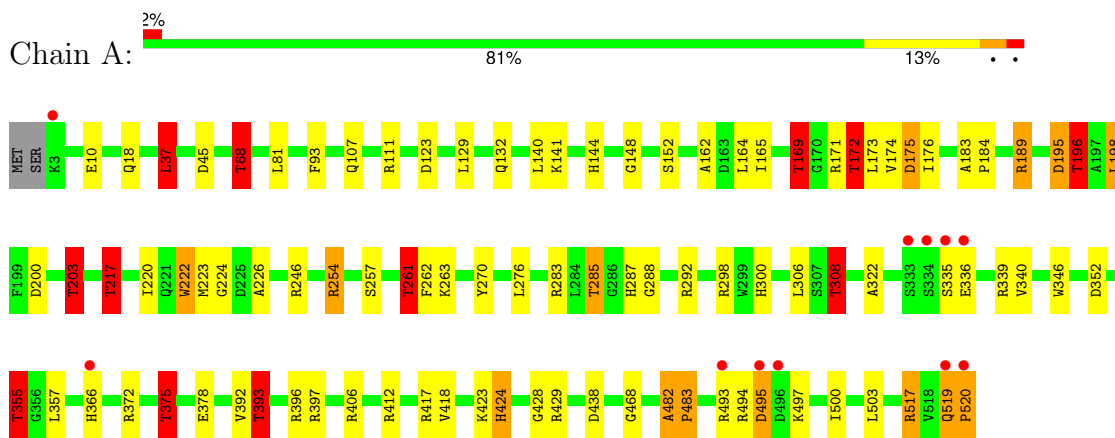 2%
Chain A:
81% 13% • •
MET SER K3 E10 Q18 L37 D45 T68 L81 F93 Q107 R111 D123 L129 Q132 L140 K141 H144 G148 S152 A162 D163 L164 I165 T169 G170 R171 T172 L173 V174 D175 I176 A183 P184 R189 D195 T196 A197 L198
F199 D200 T203 T217 I220 Q221 W222 M223 G224 D225 A226 R246 R254 S257 T261 F262 K263 Y270 L276 R283 L284 T285 G286 H287 G288 R292 R298 W299 H300 L306 S307 T308 A322 S333 S334 S335 E336 R339 V340 W346 D352
T355 G356 L357 H366 R372 T375 E378 V392 T393 R396 R397 R406 R412 R417 V418 K423 H424 G428 R429 D438 G468 A482 P483 R493 R494 D495 D496 K497 I500 L503 R517 V518 Q519 P520